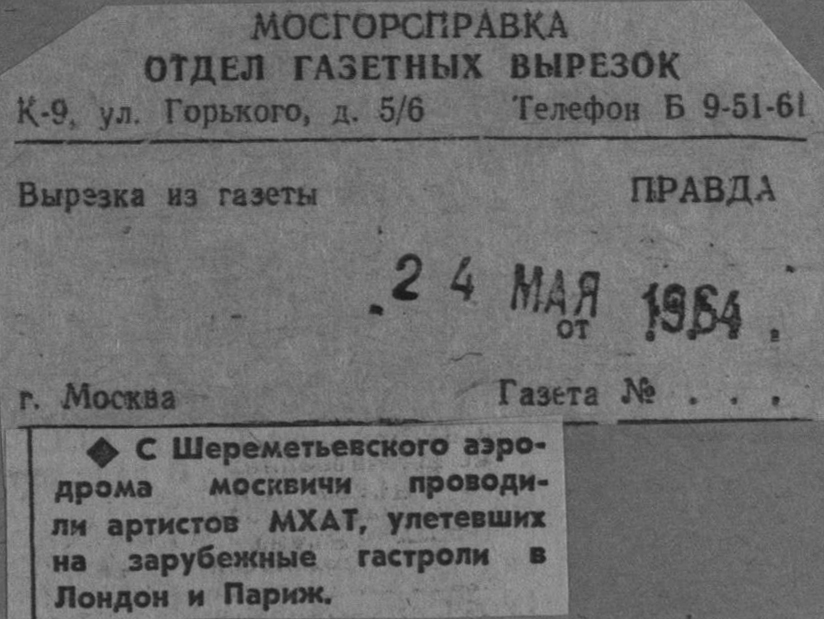 МОСГОРСПРАВКА
ОТДЕЛ ГАЗЕТНЫХ ВЫРЕЗОК
К-9, ул. Горького, д. 5/6 Телефон Б 9-51-61
Вырезка из газеты ПРАВДА
24 МАЯ 1964
от
г. Москва Газета № . . .
◆ С Шереметьевского аэро-
дрома москвичи проводи-
ли артистов МХАТ, улетевших
на зарубежные гастроли в
Лондон и Париж.